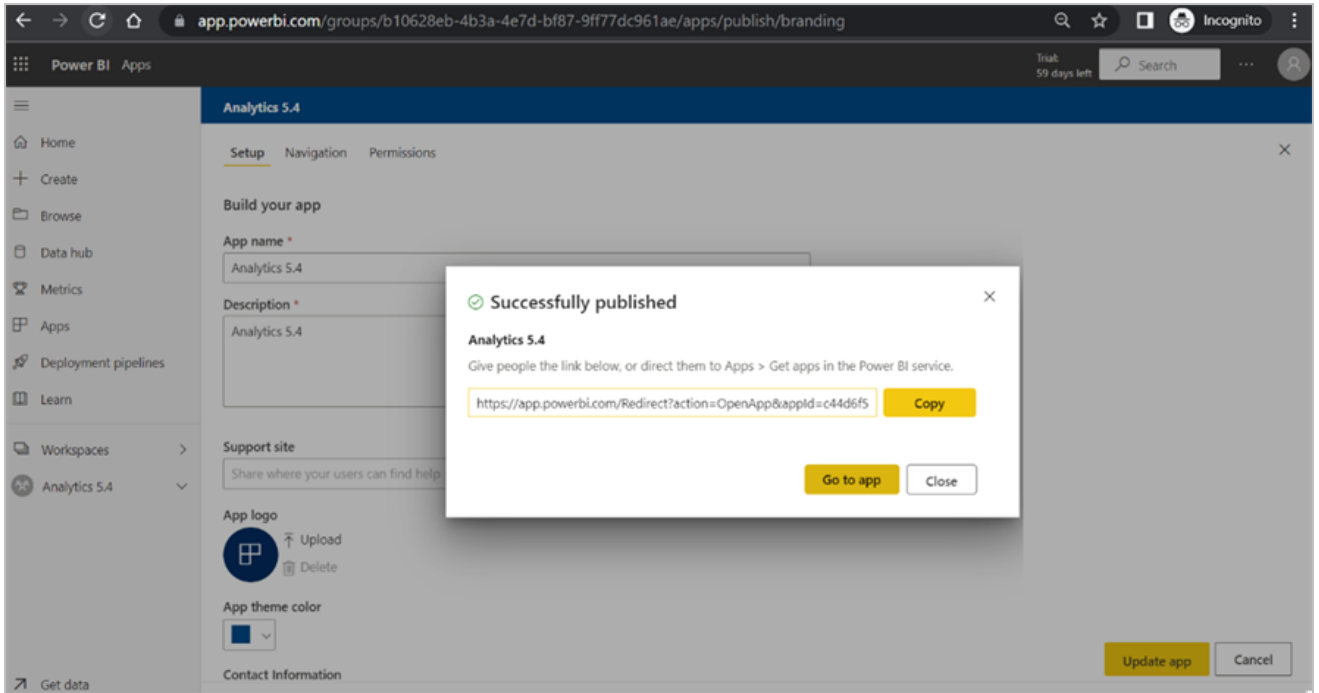 app.powerbi.com/groups/b10628eb-4b3a-4e7d-bf87-9ff77dc961ae/apps/publish/branding
Incognito
Power BI Apps
Trial:
59 days left
Search
Analytics 5.4
Home
Create
Browse
Data hub
Metrics
Apps
Deployment pipelines
Learn
Workspaces
Analytics 5.4
Get data
Setup Navigation Permissions
Build your app
App name *
Analytics 5.4
Description *
Analytics 5.4
Support site
Share where your users can find help
App logo
Upload
Delete
App theme color
Contact Information
Successfully published
Analytics 5.4
Give people the link below, or direct them to Apps > Get apps in the Power BI service.
https://app.powerbi.com/Redirect?action=OpenApp&appId=c44d6f5
Copy
Go to app Close
Update app Cancel